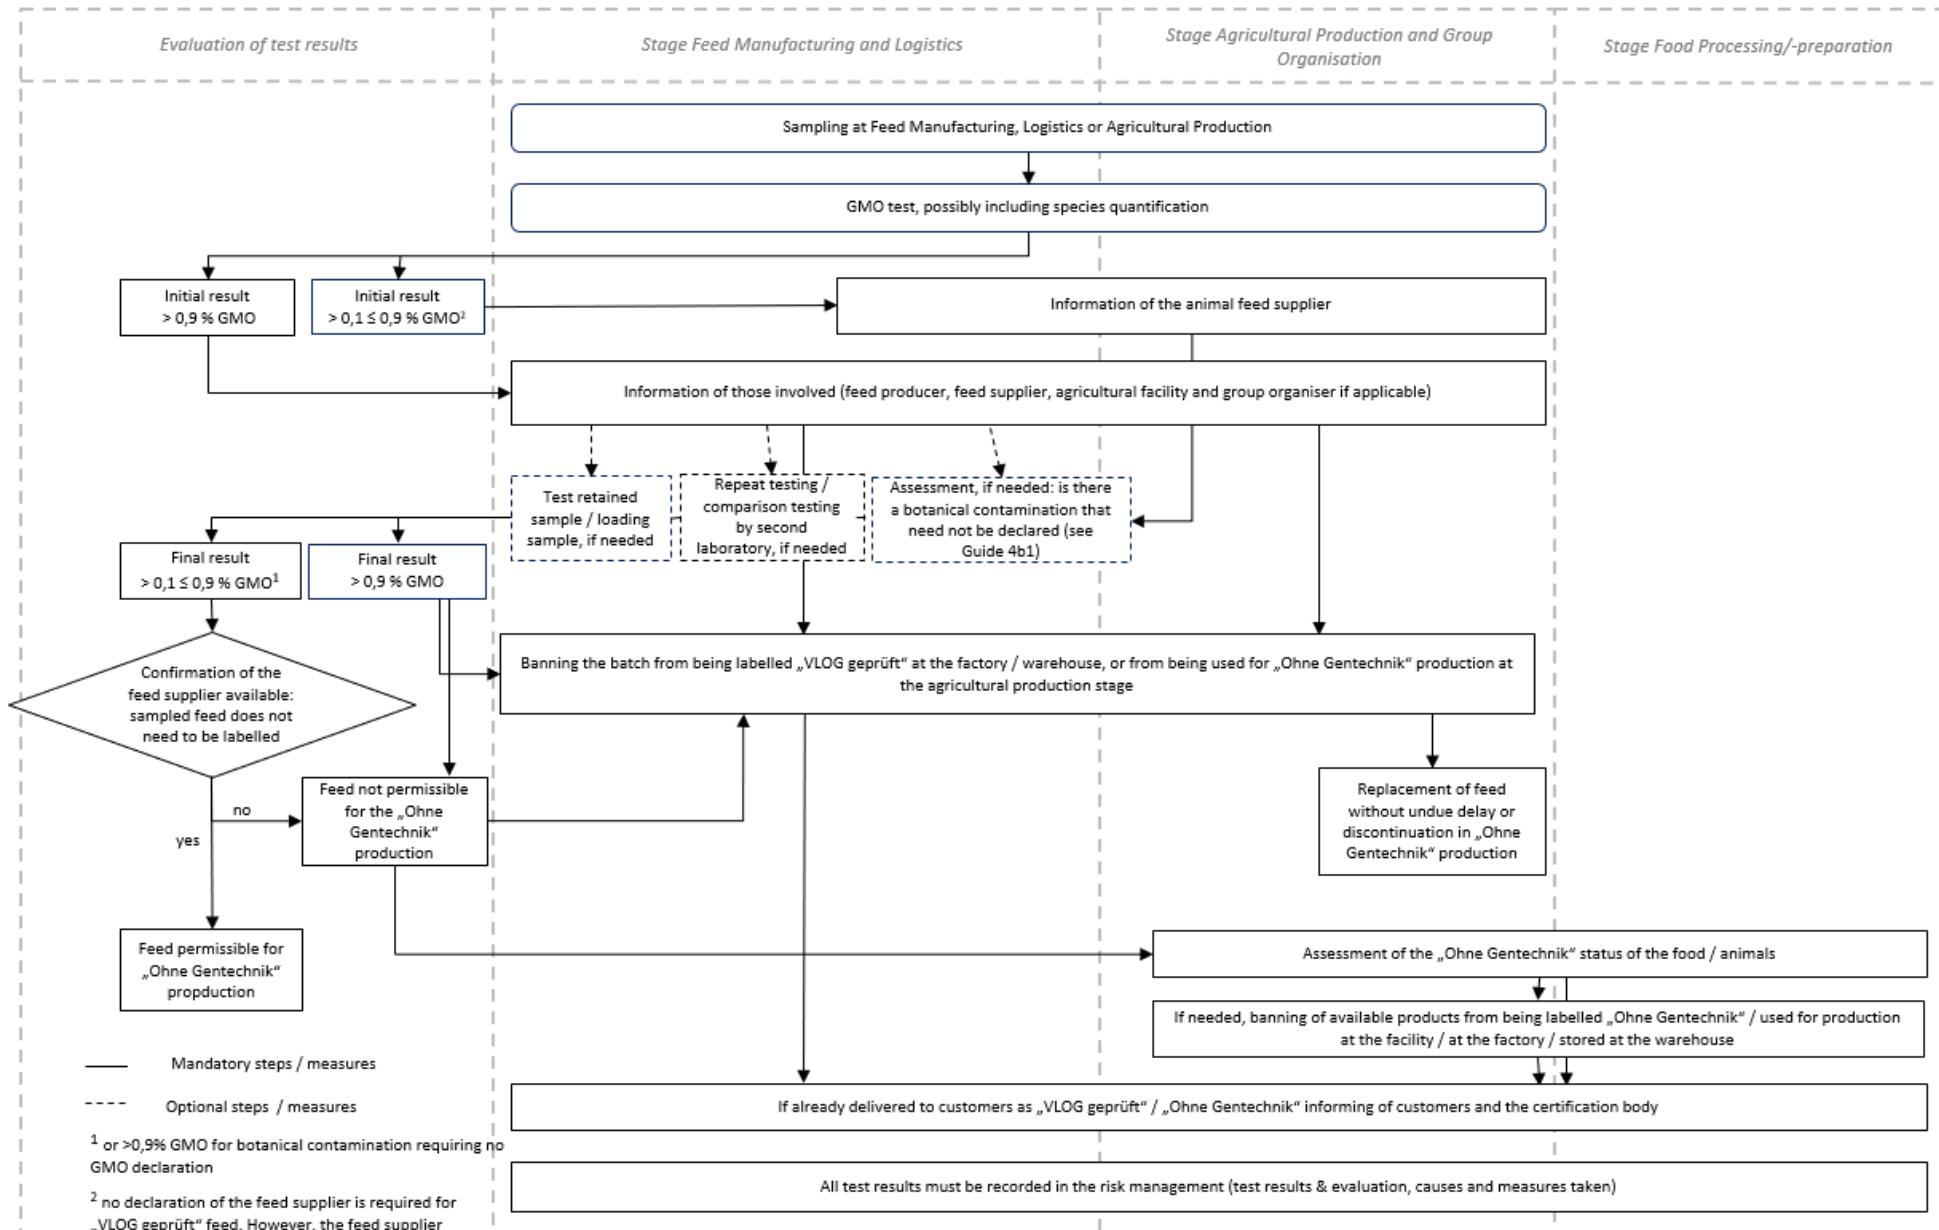 Evaluation of test results
Stage Feed Manufacturing and Logistics
Stage Agricultural Production and Group
Organisation
Stage Food Processing/-preparation
Sampling at Feed Manufacturing, Logistics or Agricultural Production
GMO test, possibly including species quantification
Initial result
> 0,9 % GMO
Initial result
> 0,1 ≤ 0,9 % GMO²
Information of the animal feed supplier
Information of those involved (feed producer, feed supplier, agricultural facility and group organiser if applicable)
Test retained
sample / loading
sample, if needed
Repeat testing /
comparison testing
by second
laboratory, if needed
Assessment, if needed: is there
a botanical contamination that
need not be declared (see
Guide 4b1)
Final result
> 0,1 ≤ 0,9 % GMO¹
Final result
> 0,9 % GMO
Confirmation of the
feed supplier available:
sampled feed does not
need to be labelled
Banning the batch from being labelled „VLOG geprüft“ at the factory / warehouse, or from being used for „Ohne Gentechnik“ production at
the agricultural production stage
no
yes
Feed not permissible
for the „Ohne
Gentechnik“
production
Replacement of feed
without undue delay or
discontinuation in „Ohne
Gentechnik“ production
Feed permissible for
„Ohne Gentechnik“
propduction
Assessment of the „Ohne Gentechnik“ status of the food / animals
If needed, banning of available products from being labelled „Ohne Gentechnik“ / used for production
at the facility / at the factory / stored at the warehouse
Mandatory steps / measures
Optional steps / measures
If already delivered to customers as „VLOG geprüft“ / „Ohne Gentechnik“ informing of customers and the certification body
¹ or >0,9% GMO for botanical contamination requiring no
GMO declaration
All test results must be recorded in the risk management (test results & evaluation, causes and measures taken)
² no declaration of the feed supplier is required for
„VLOG geprüft“ feed. However, the feed supplier